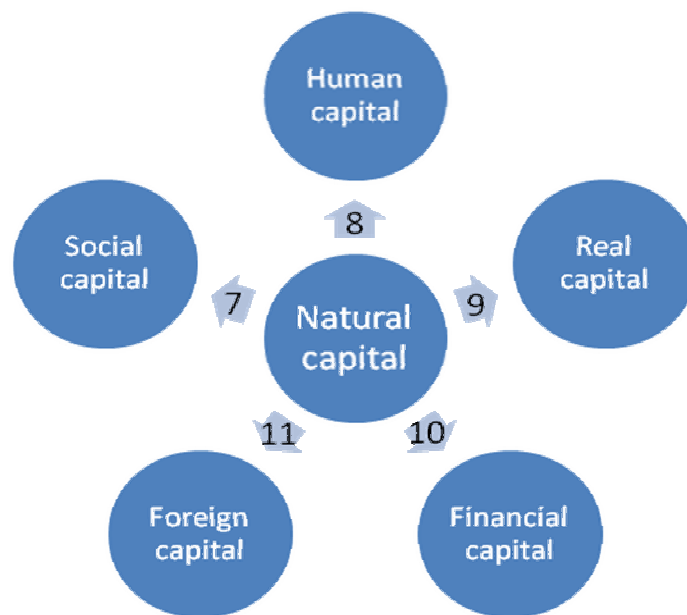 Human
capital
Social
capital
8
Real
capital
7
Natural
capital
9
11
10
Foreign
capital
Financial
capital